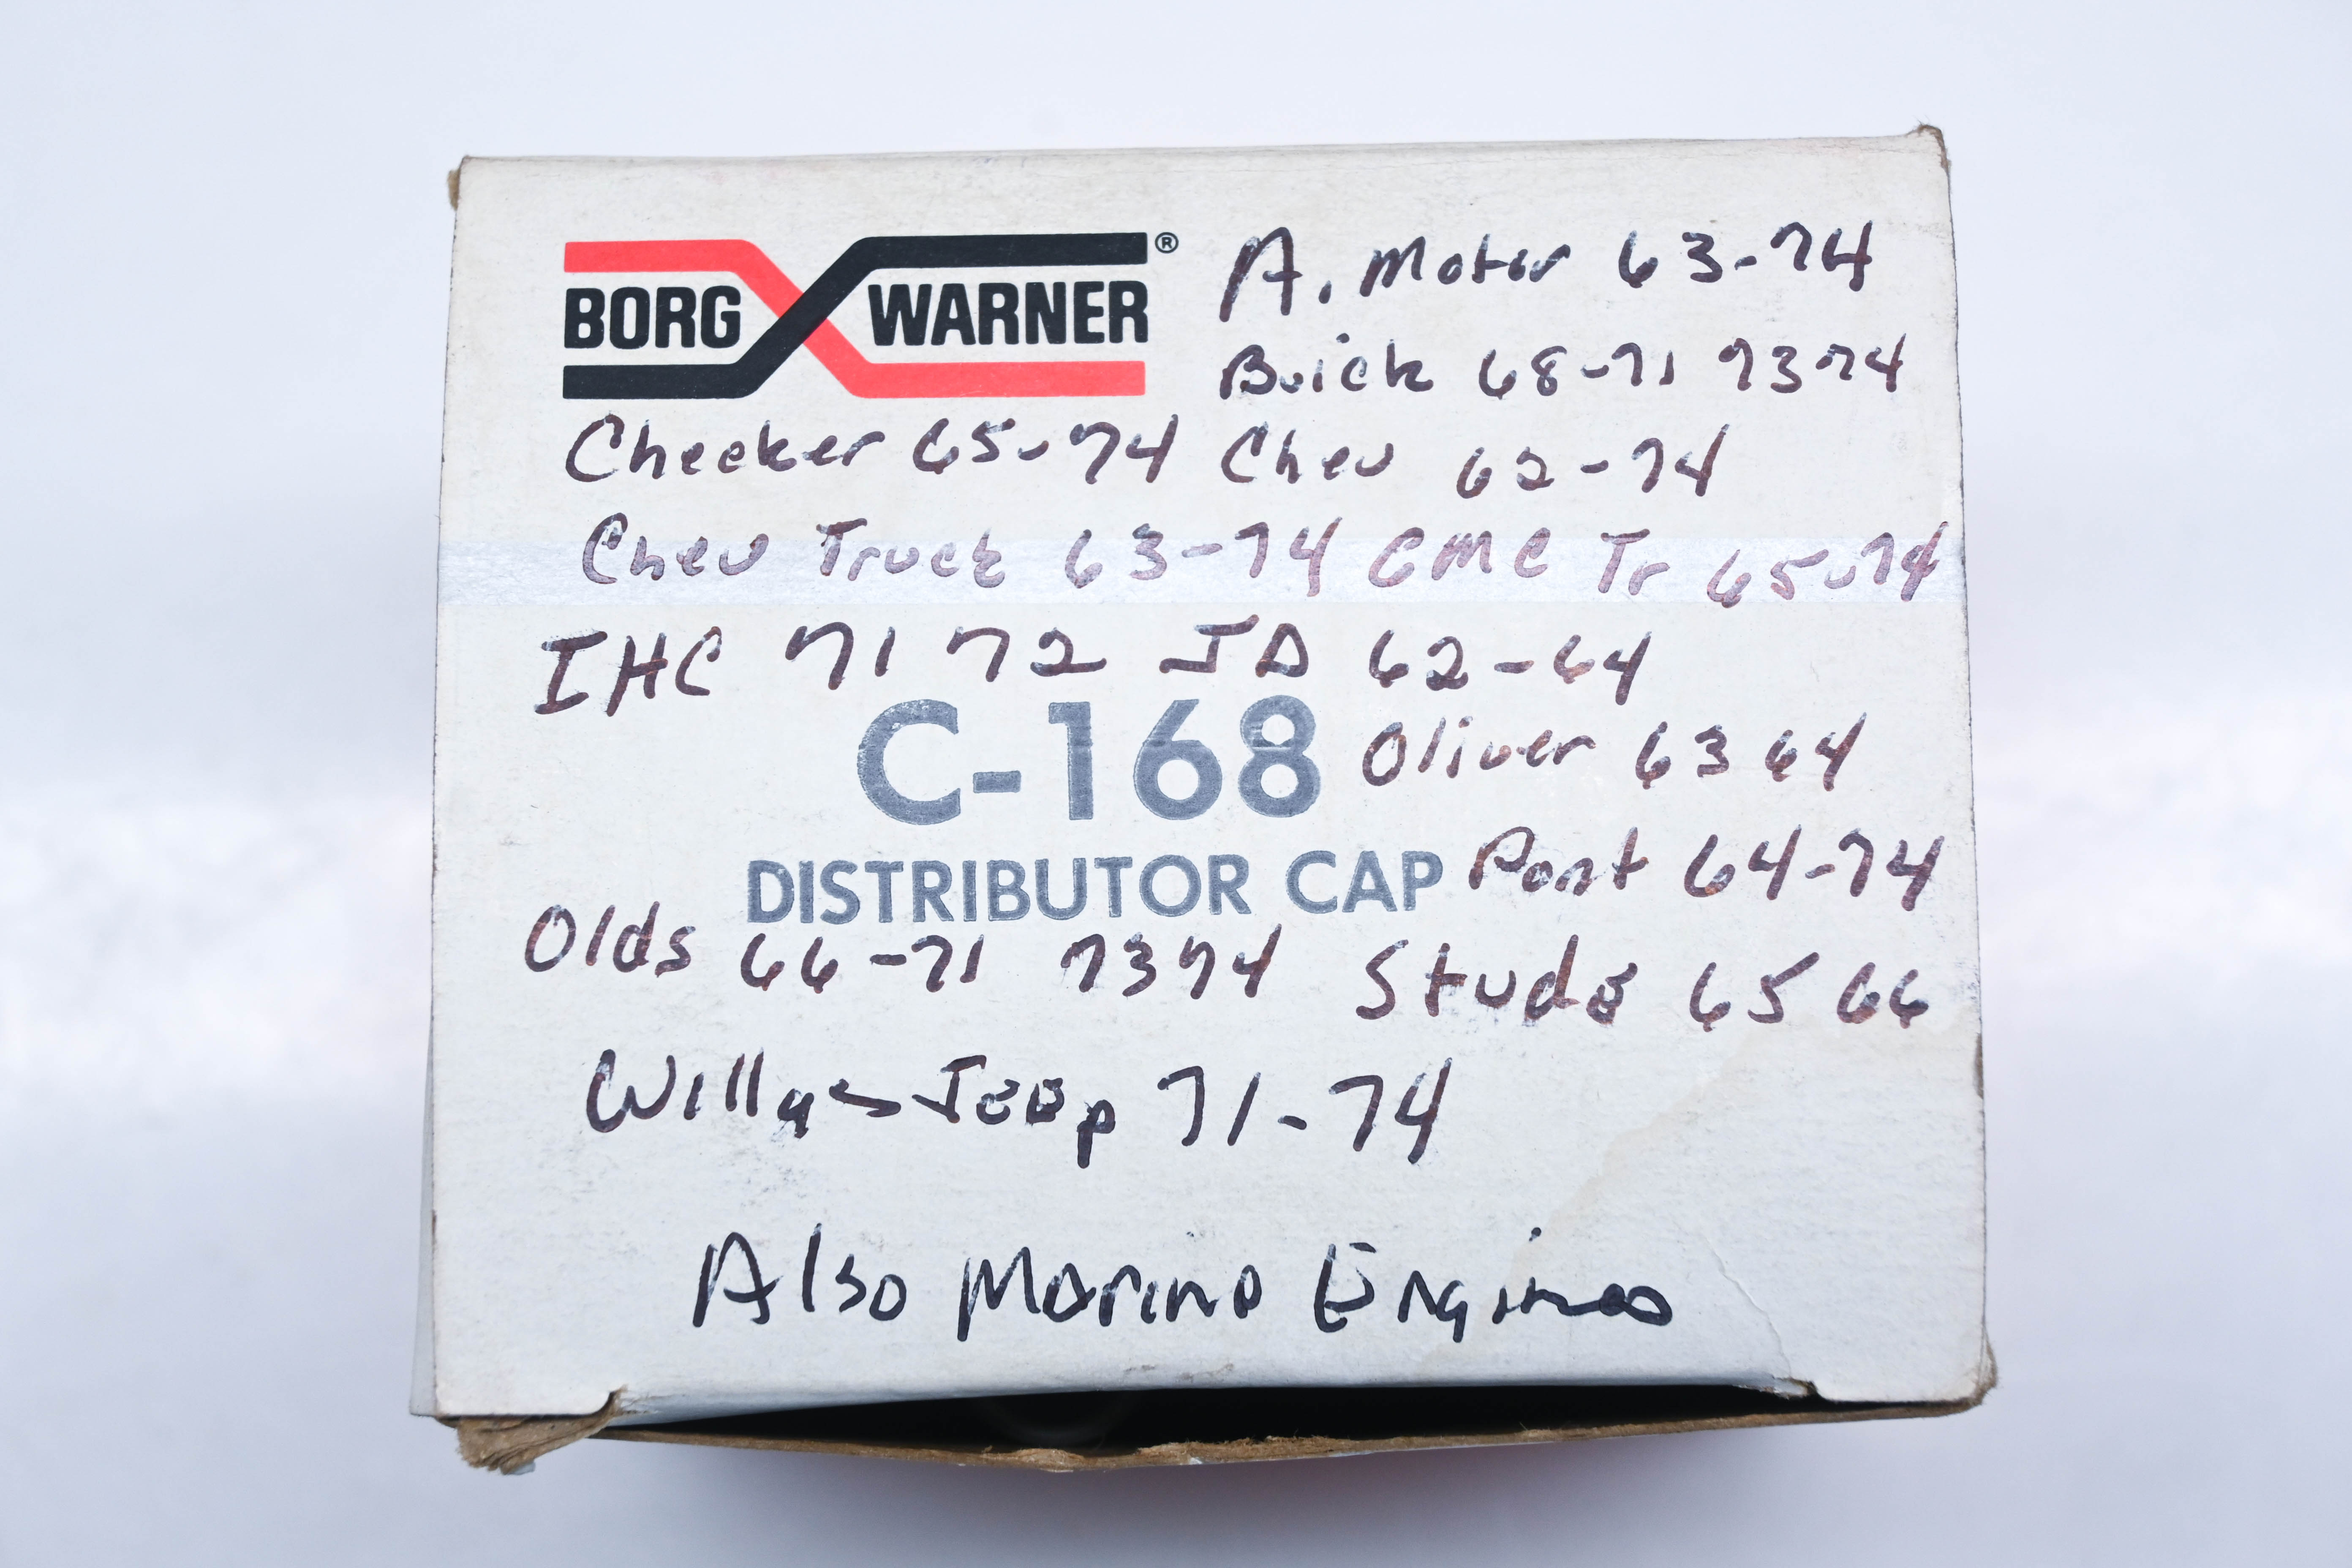 BORG WARNER ® A. Motor 63-74
Buick 68-71 73 74
Checker 65-74 Chev 62-74
Chev Truck 63-74 GMC Tr 65-74
IHC 71 72 JD 62-64
C-168 Oliver 63 64
DISTRIBUTOR CAP Pont 64-74
Olds 66-71 73 74 Stude 65 66
Willys Jeep 71-74
Also Marine Engines